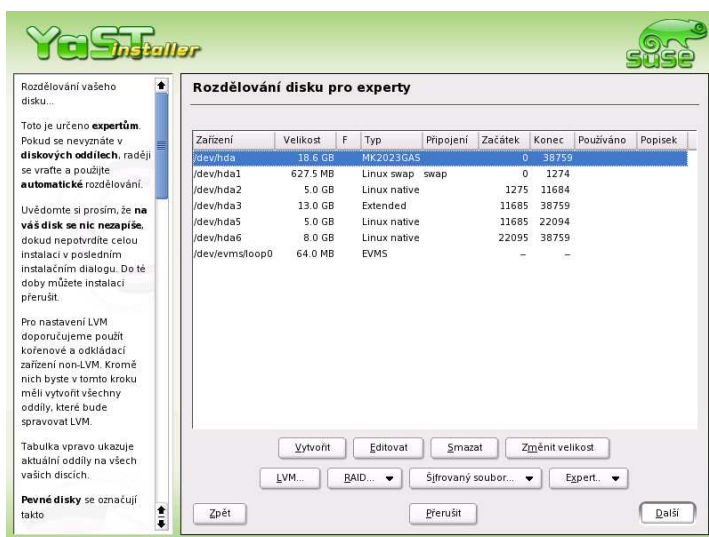 YaST
installer
SUSE
Rozdělování vašeho
disku...
Toto je určeno expertům.
Pokud se nevyznáte v
diskových oddílech, raději
se vraťte a použijte
automatické rozdělování.
Uvědomte si prosím, že na
váš disk se nic nezapíše,
dokud nepotvrdíte celou
instalaci v posledním
instalačním dialogu. Do té
doby můžete instalaci
přerušit.
Pro nastavení LVM
doporučujeme použít
kořenové a odkládací
zařízení non-LVM. Kromě
nich byste v tomto kroku
měli vytvořit všechny
oddíly, které bude
spravovat LVM.
Tabulka vpravo ukazuje
aktuální oddíly na všech
vašich discích.
Pevné disky se označují
takto
Rozdělování disku pro experty
Zařízení Velikost F Typ Připojení Začátek Konec Používáno Popisek
/dev/hda 18.6 GB MK2023GAS 0 38759
/dev/hda1 627.5 MB Linux swap swap 0 1274
/dev/hda2 5.0 GB Linux native 1275 11684
/dev/hda3 13.0 GB Extended 11685 38759
/dev/hda5 5.0 GB Linux native 11685 22094
/dev/hda6 8.0 GB Linux native 22095 38759
/dev/evms/loop0 64.0 MB EVMS – –
Vytvořit Editovat Smazat Změnit velikost
LVM... RAID... Šifrovaný soubor... Expert..
Zpět Přerušit Další